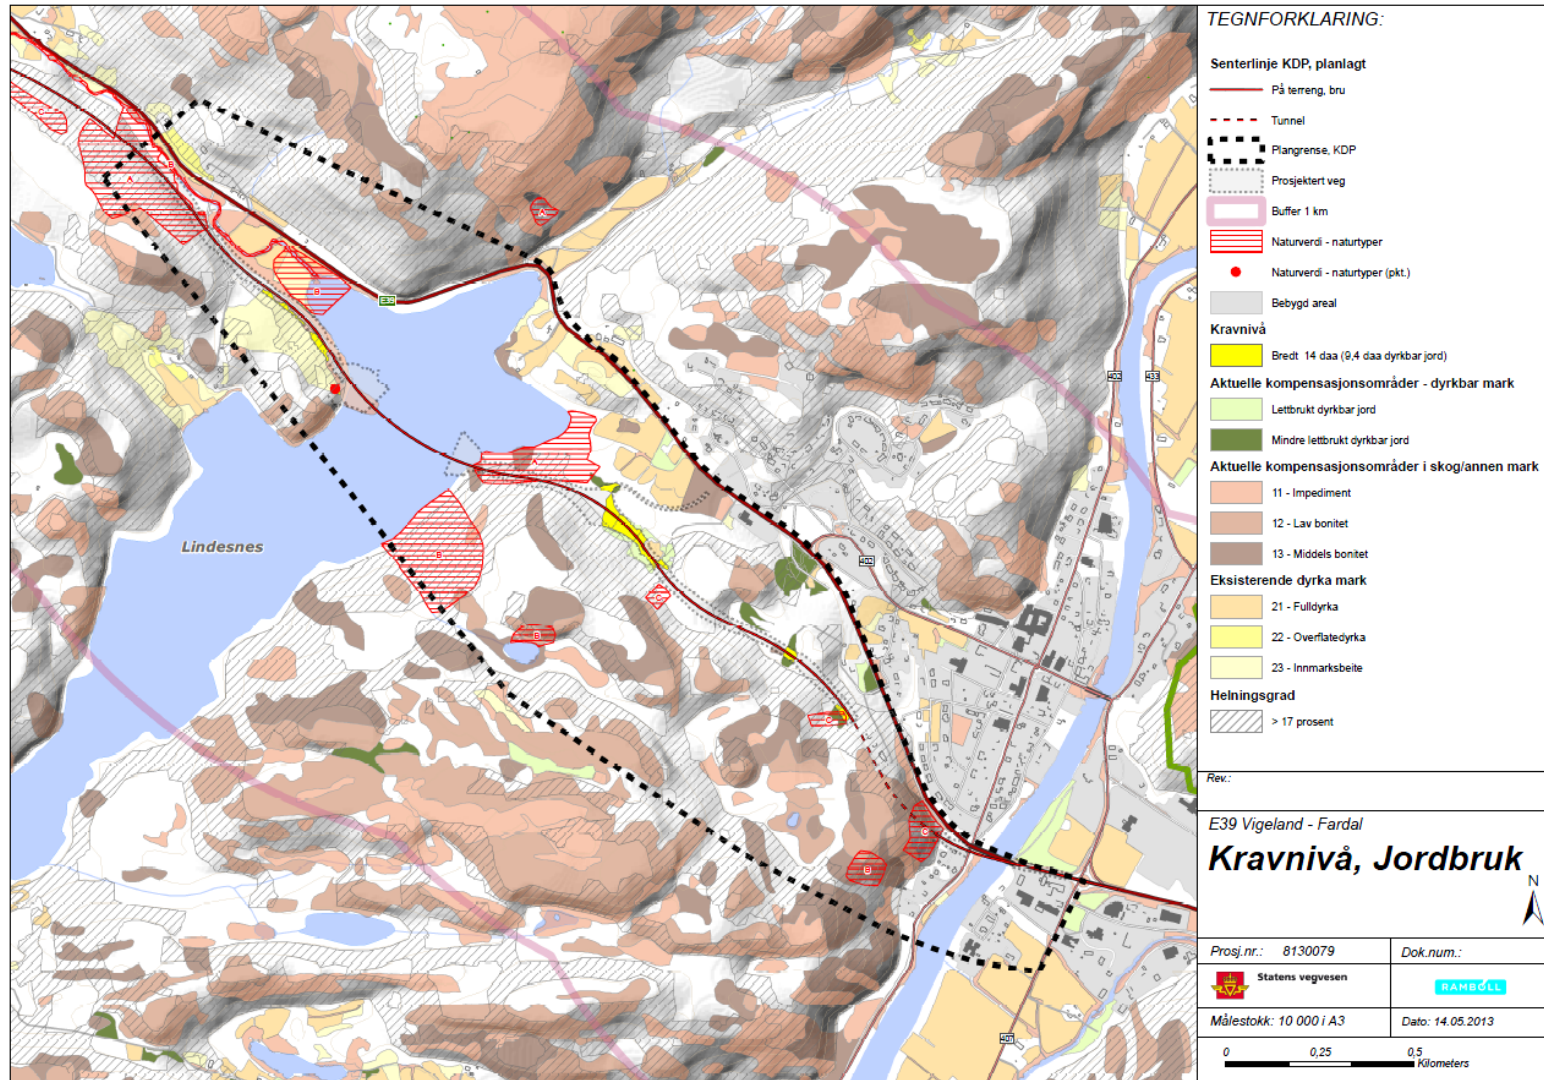 TEGNFORKLARING:
Senterlinje KDP, planlagt
På terreng, bru
Tunnel
Plangrense, KDP
Prosjektert veg
Buffer 1 km
Naturverdi - naturtyper
Naturverdi - naturtyper (pkt.)
Bebygd areal
Kravnivå
Bredt 14 daa (9,4 daa dyrkbar jord)
Aktuelle kompensasjonsområder - dyrkbar mark
Lettbrukt dyrkbar jord
Mindre lettbrukt dyrkbar jord
Aktuelle kompensasjonsområder i skog/annen mark
11 - Impediment
12 - Lav bonitet
13 - Middels bonitet
Eksisterende dyrka mark
21 - Fulldyrka
22 - Overflatedyrka
23 - Innmarksbeite
Helningsgrad
> 17 prosent
Rev.:
E39 Vigeland - Fardal
Kravnivå, Jordbruk
N
Prosj.nr.: 8130079
Dok.num.:
Statens vegvesen
RAMBOLL
Målestokk: 10 000 i A3
Dato: 14.05.2013
0 0,25 0,5
Kilometers
C
B
A
A
B
E39
402
433
A
Lindesnes
B
402
C
B
C
C
B
407